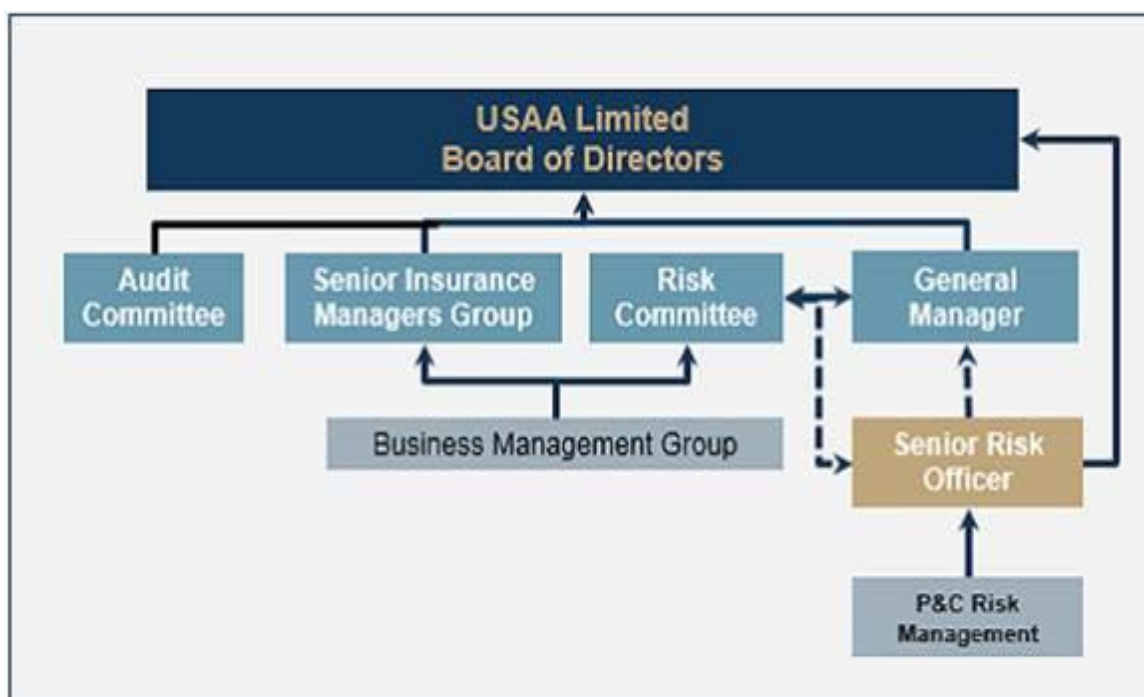 USAA Limited
Board of Directors
Audit
Committee
Senior Insurance
Managers Group
Risk
Committee
General
Manager
Business Management Group
Senior Risk
Officer
P&C Risk
Management